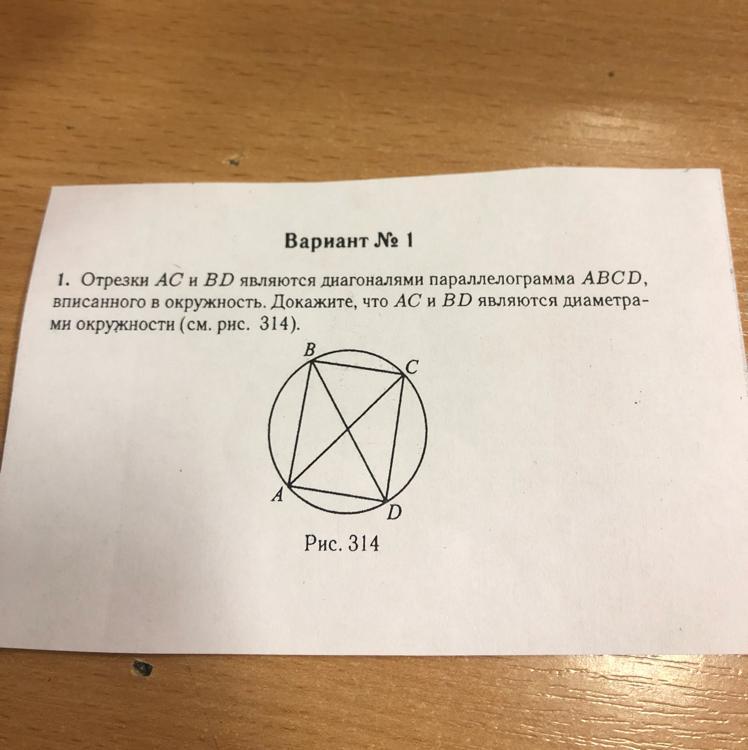 Вариант № 1
1. Отрезки AC и BD являются диагоналями параллелограмма ABCD,
вписанного в окружность. Докажите, что AC и BD являются диаметра-
ми окружности (см. рис. 314).
B
C
A
D
Рис. 314